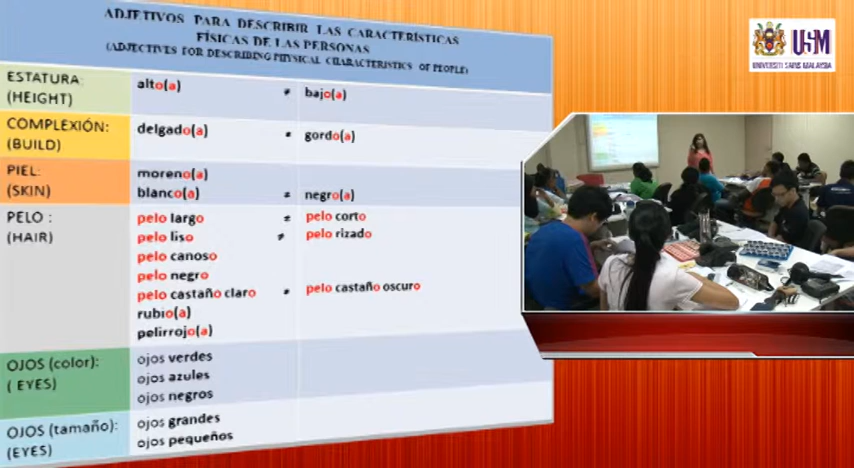 ADJETIVOS PARA DESCRIBIR LAS CARACTERÍSTICAS
FÍSICAS DE LAS PERSONAS
(ADJECTIVES FOR DESCRIBING PHYSICAL CHARACTERISTICS OF PEOPLE)
ESTATURA:
(HEIGHT)
alto(a) ≠ bajo(a)
COMPLEXIÓN:
(BUILD)
delgado(a) ≠ gordo(a)
PIEL:
(SKIN)
moreno(a)
blanco(a) ≠ negro(a)
PELO :
(HAIR)
pelo largo ≠ pelo corto
pelo liso ≠ pelo rizado
pelo canoso
pelo negro
pelo castaño claro ≠ pelo castaño oscuro
rubio(a)
pelirrojo(a)
OJOS (color):
( EYES)
ojos verdes
ojos azules
ojos negros
OJOS (tamaño):
(EYES)
ojos grandes
ojos pequeños
USM
UNIVERSITI SAINS MALAYSIA